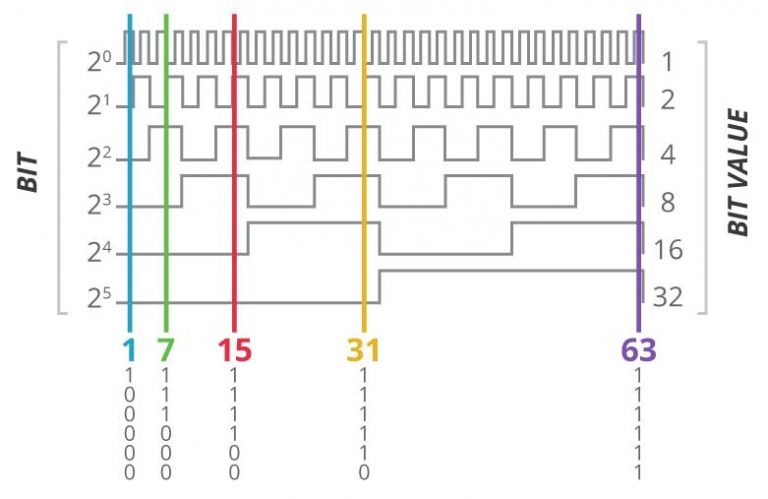 BIT
2⁰
2¹
2²
2³
2⁴
2⁵
1
2
4
8
16
32
BIT VALUE
1 7 15 31 63
1 1 1 1 1
0 1 1 1 1
0 1 1 1 1
0 0 1 1 1
0 0 0 1 1
0 0 0 0 1